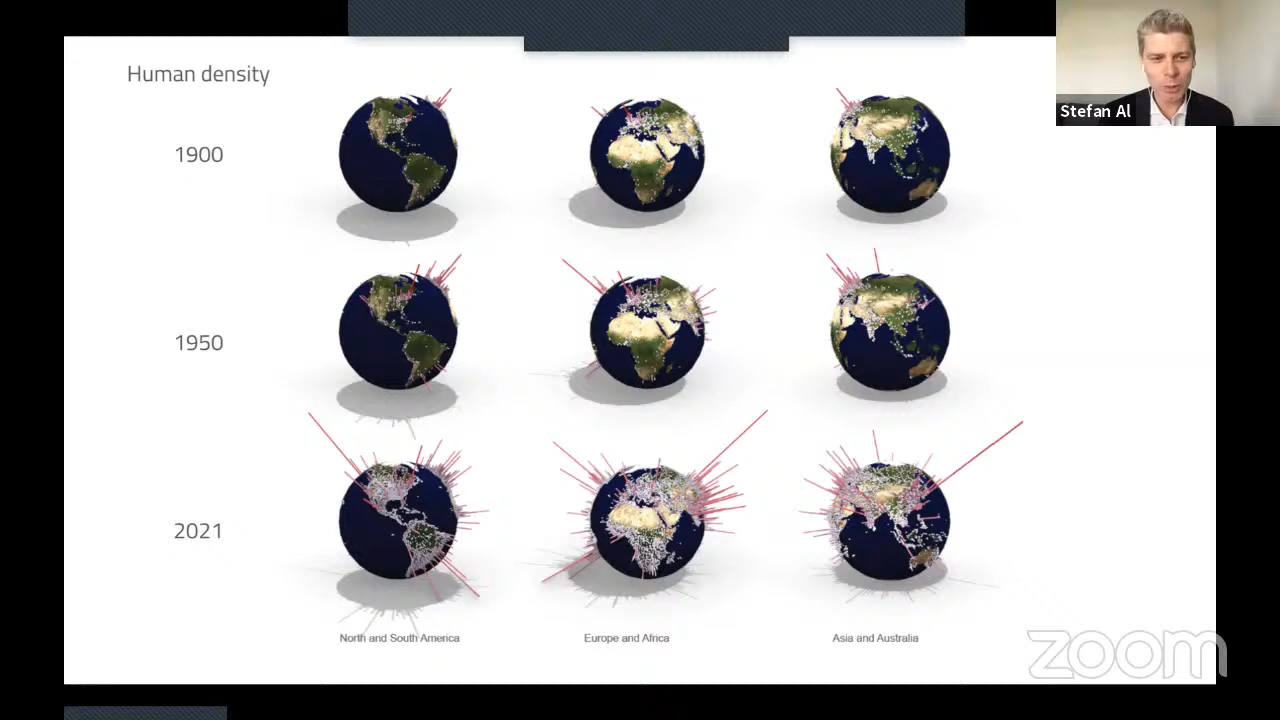 Human density
Stefan Al
1900
1950
2021
North and South America
Europe and Africa
Asia and Australia
zoom